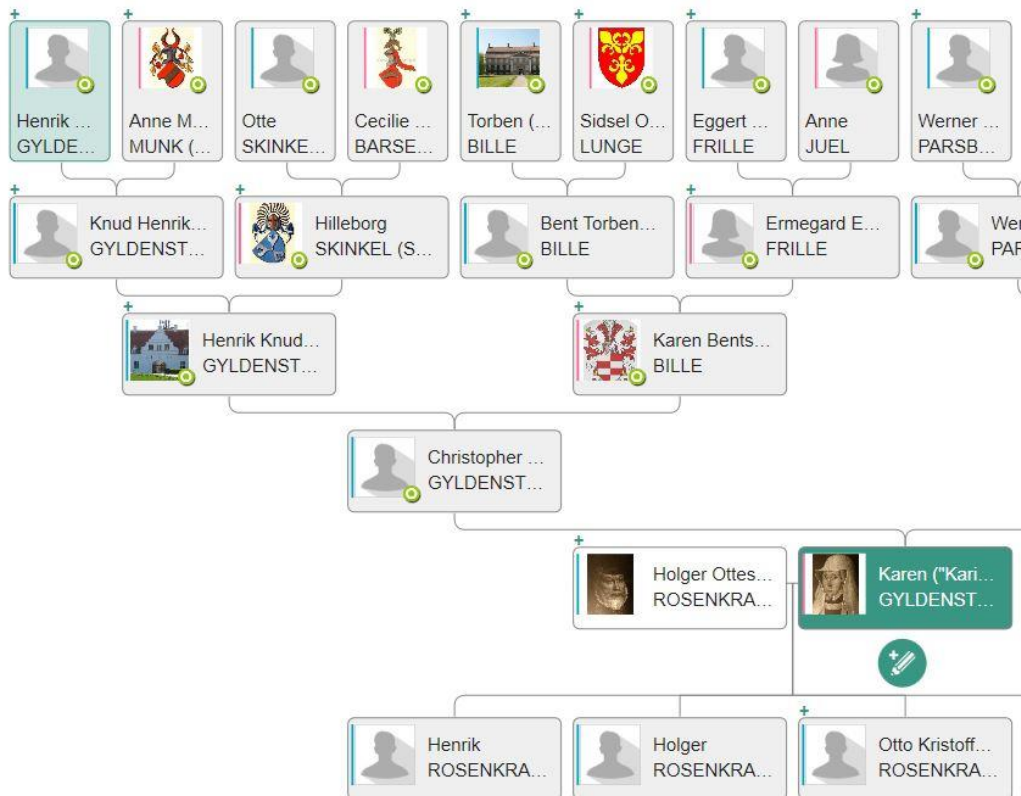 Henrik ...
GYLDE...
Anne M...
MUNK (...
Otte
SKINKE...
Cecilie ...
BARSE...
Torben (...
BILLE
Sidsel O...
LUNGE
Eggert ...
FRILLE
Anne
JUEL
Werner ...
PARSB...
Knud Henrik...
GYLDENST...
Hilleborg
SKINKEL (S...
Bent Torben...
BILLE
Ermegard E...
FRILLE
Wer
PAR
Henrik Knud...
GYLDENST...
Karen Bents...
BILLE
Christopher ...
GYLDENST...
Holger Ottes...
ROSENKRA...
Karen ("Kari...
GYLDENST...
Henrik
ROSENKRA...
Holger
ROSENKRA...
Otto Kristoff...
ROSENKRA...